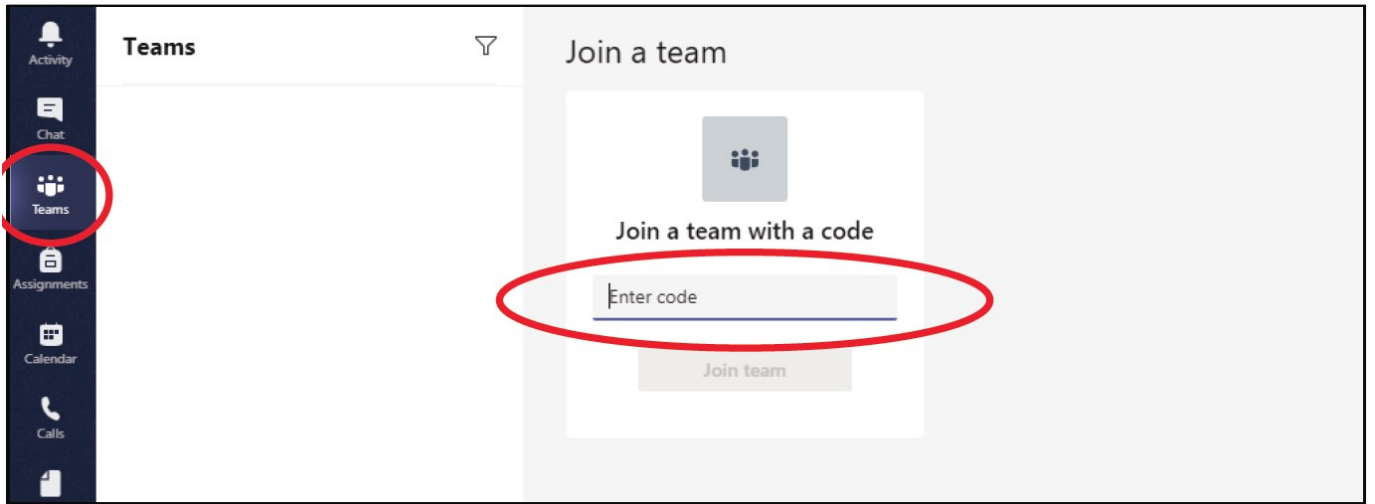 Activity
Chat
Teams
Assignments
Calendar
Calls
Teams
Join a team
Join a team with a code
Enter code
Join team